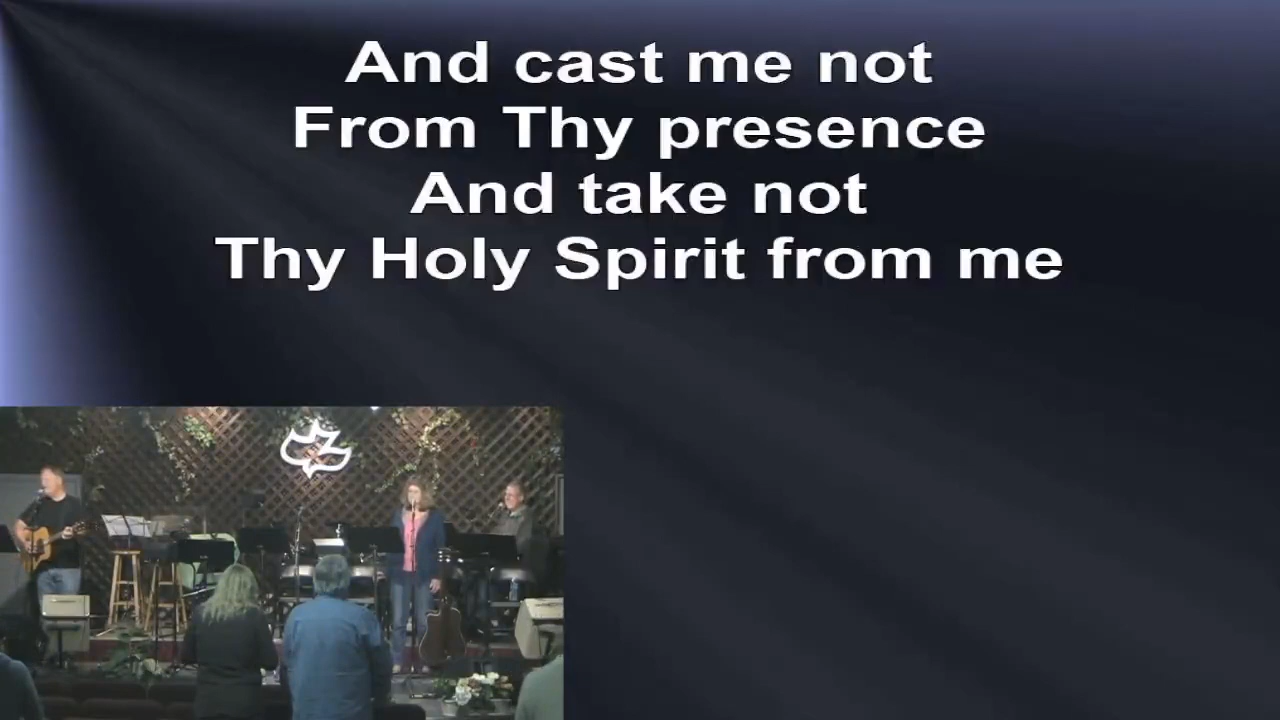 And cast me not
From Thy presence
And take not
Thy Holy Spirit from me